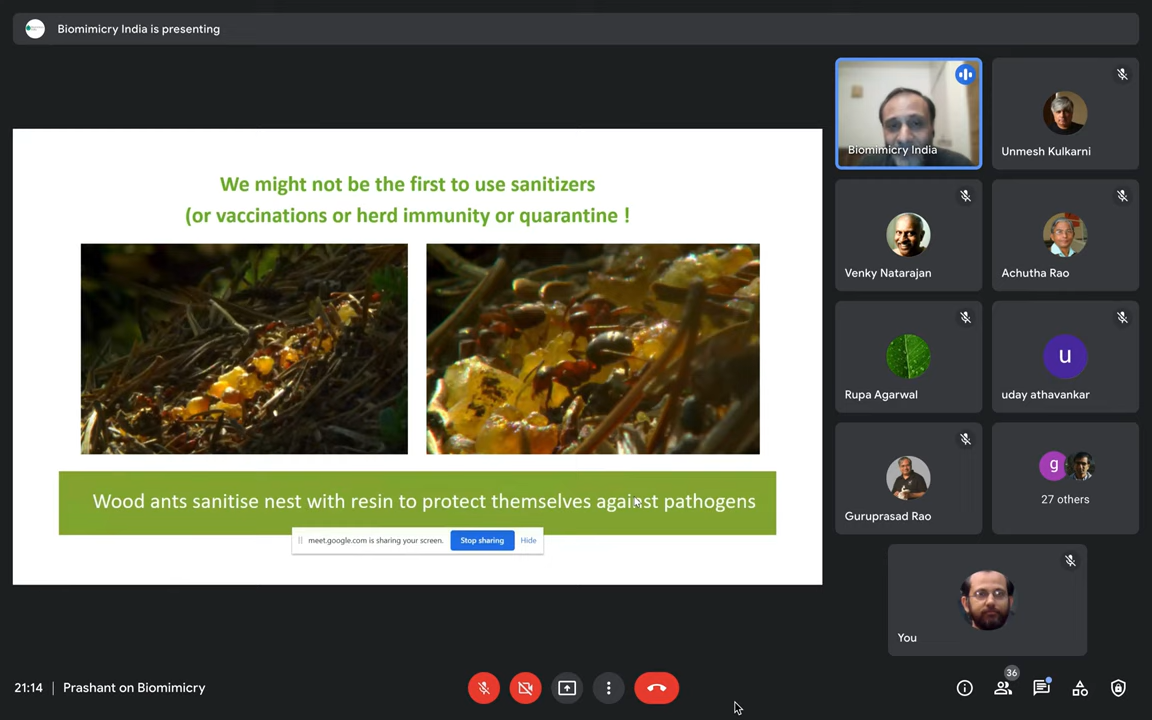 Biomimicry India is presenting
We might not be the first to use sanitizers
(or vaccinations or herd immunity or quarantine !
Wood ants sanitise nest with resin to protect themselves against pathogens
meet.google.com is sharing your screen.
Stop sharing
Hide
Biomimicry India
Unmesh Kulkarni
Venky Natarajan
Achutha Rao
Rupa Agarwal
u
uday athavankar
Guruprasad Rao
g
27 others
You
21:14 | Prashant on Biomimicry
36